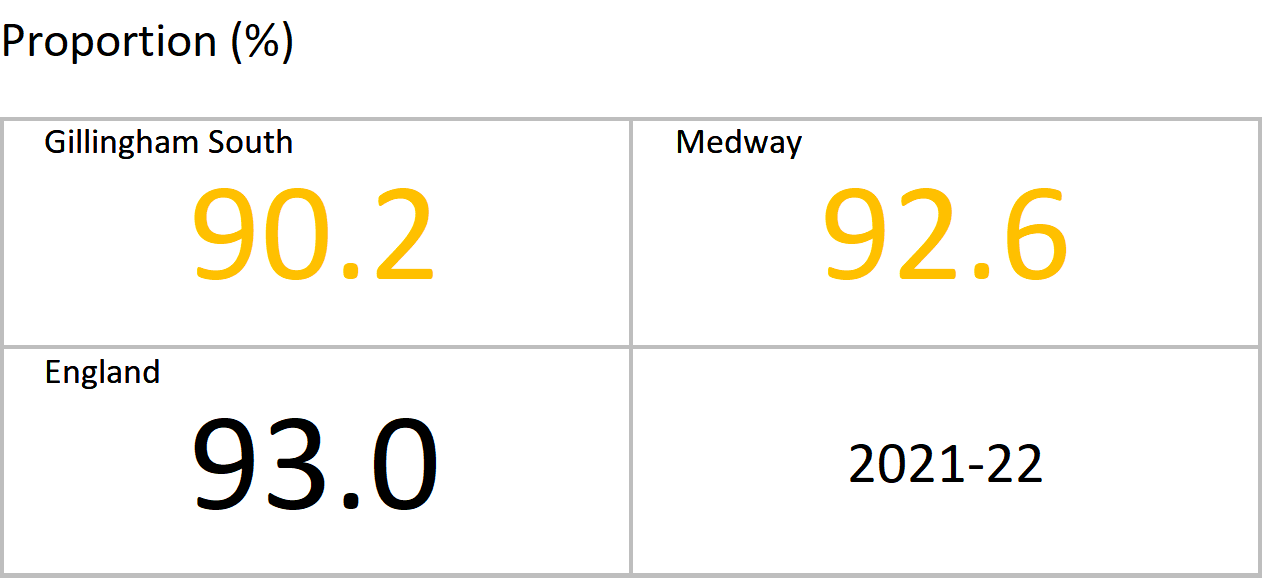 Proportion (%)
Gillingham South
90.2
Medway
92.6
England
93.0
2021-22